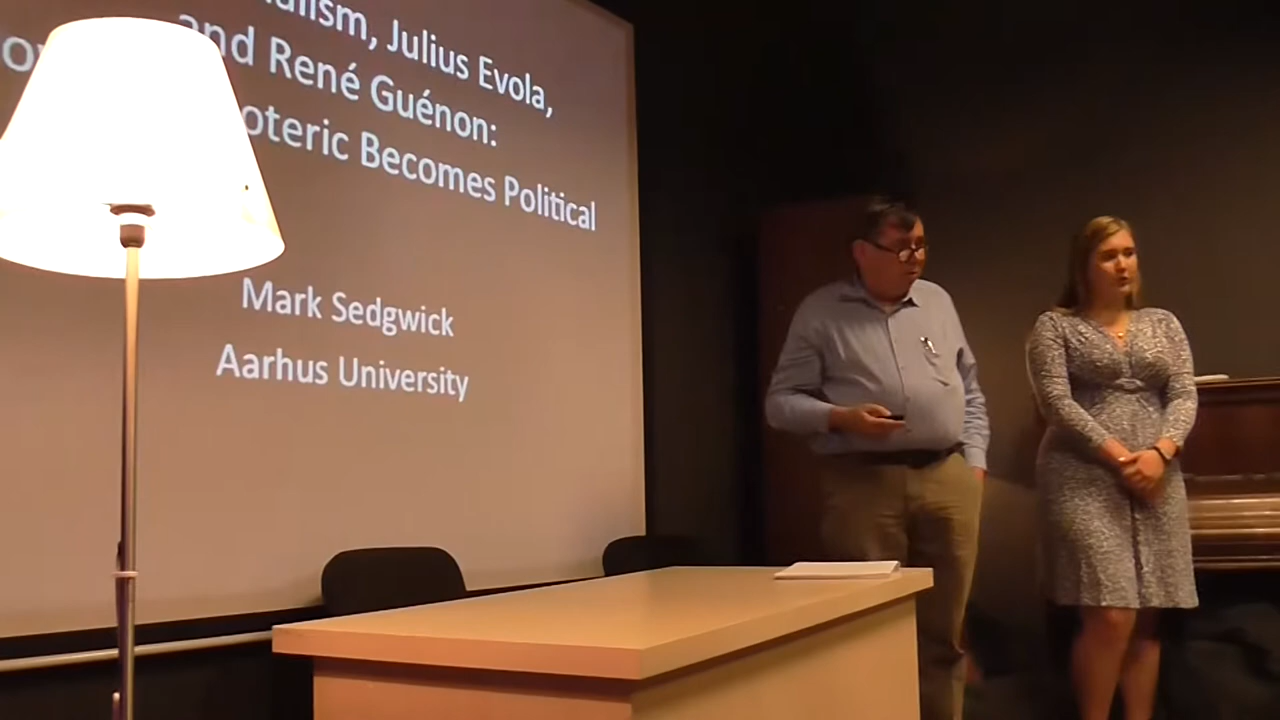 alism, Julius Evola,
and René Guénon:
oteric Becomes Political
Mark Sedgwick
Aarhus University